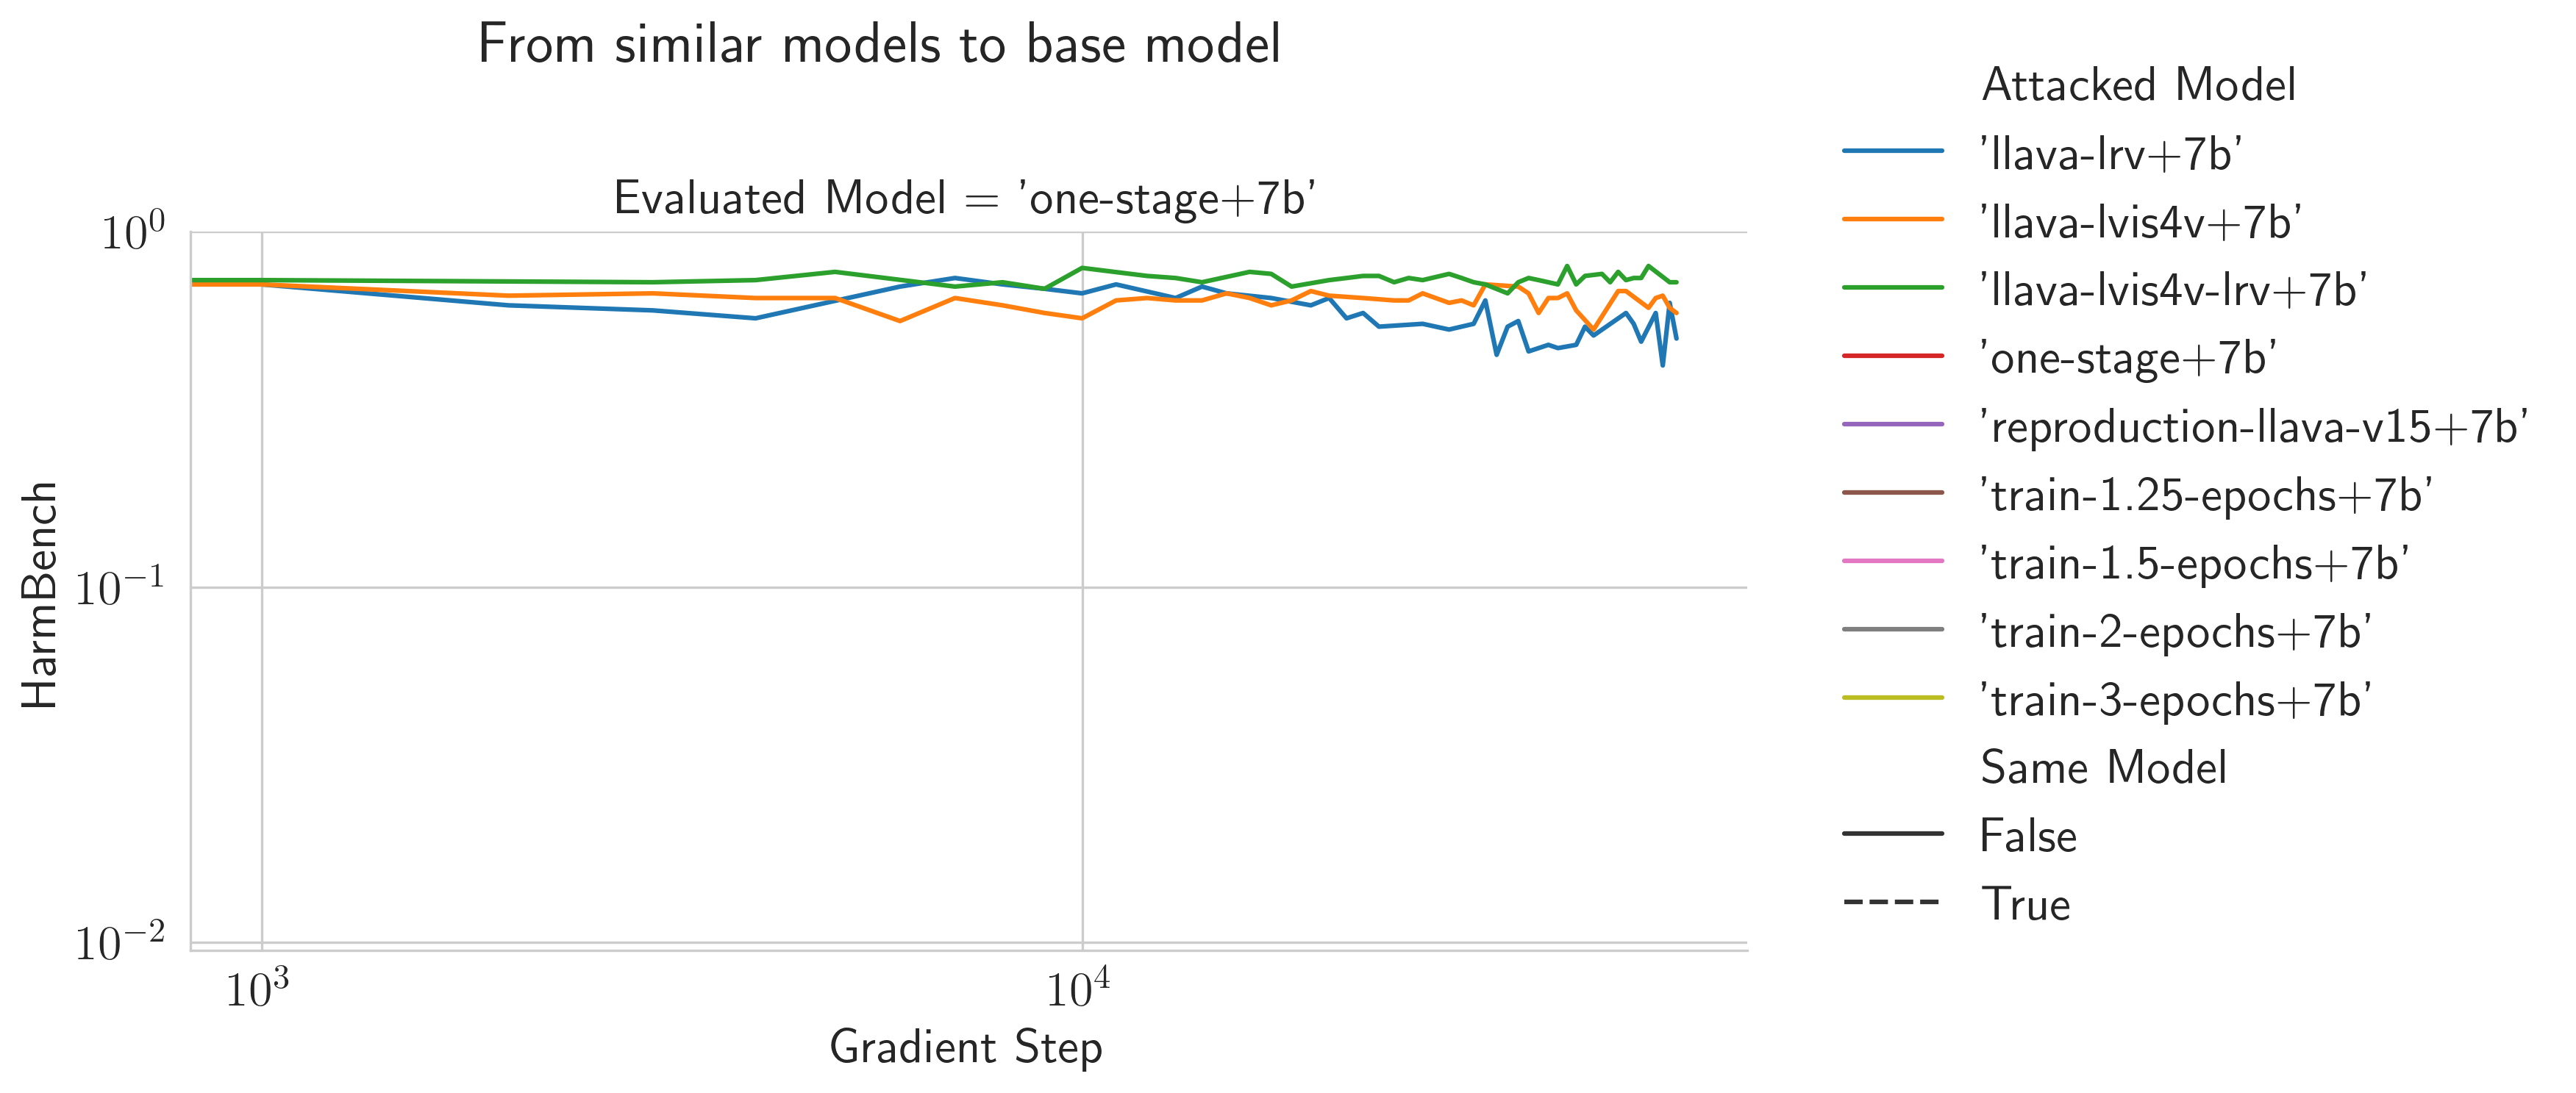 From similar models to base model
Evaluated Model = 'one-stage+7b'
10^0
10^−1
10^−2
HarmBench
10^3
10^4
Gradient Step
Attacked Model
'llava-lrv+7b'
'llava-lvis4v+7b'
'llava-lvis4v-lrv+7b'
'one-stage+7b'
'reproduction-llava-v15+7b'
'train-1.25-epochs+7b'
'train-1.5-epochs+7b'
'train-2-epochs+7b'
'train-3-epochs+7b'
Same Model
False
True